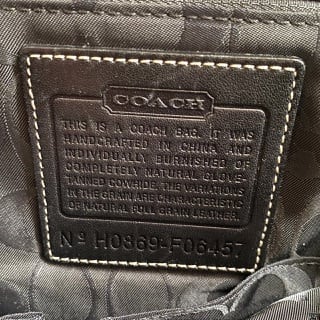 COACH
THIS IS A COACH BAG. IT WAS
HANDCRAFTED IN CHINA AND
INDIVIDUALLY BURNISHED OF
COMPLETELY NATURAL GLOVE-
TANNED COWHIDE. THE VARIATIONS
IN THE GRAIN ARE CHARACTERISTIC
OF NATURAL FULL GRAIN LEATHER.
Nº H0869-F06457